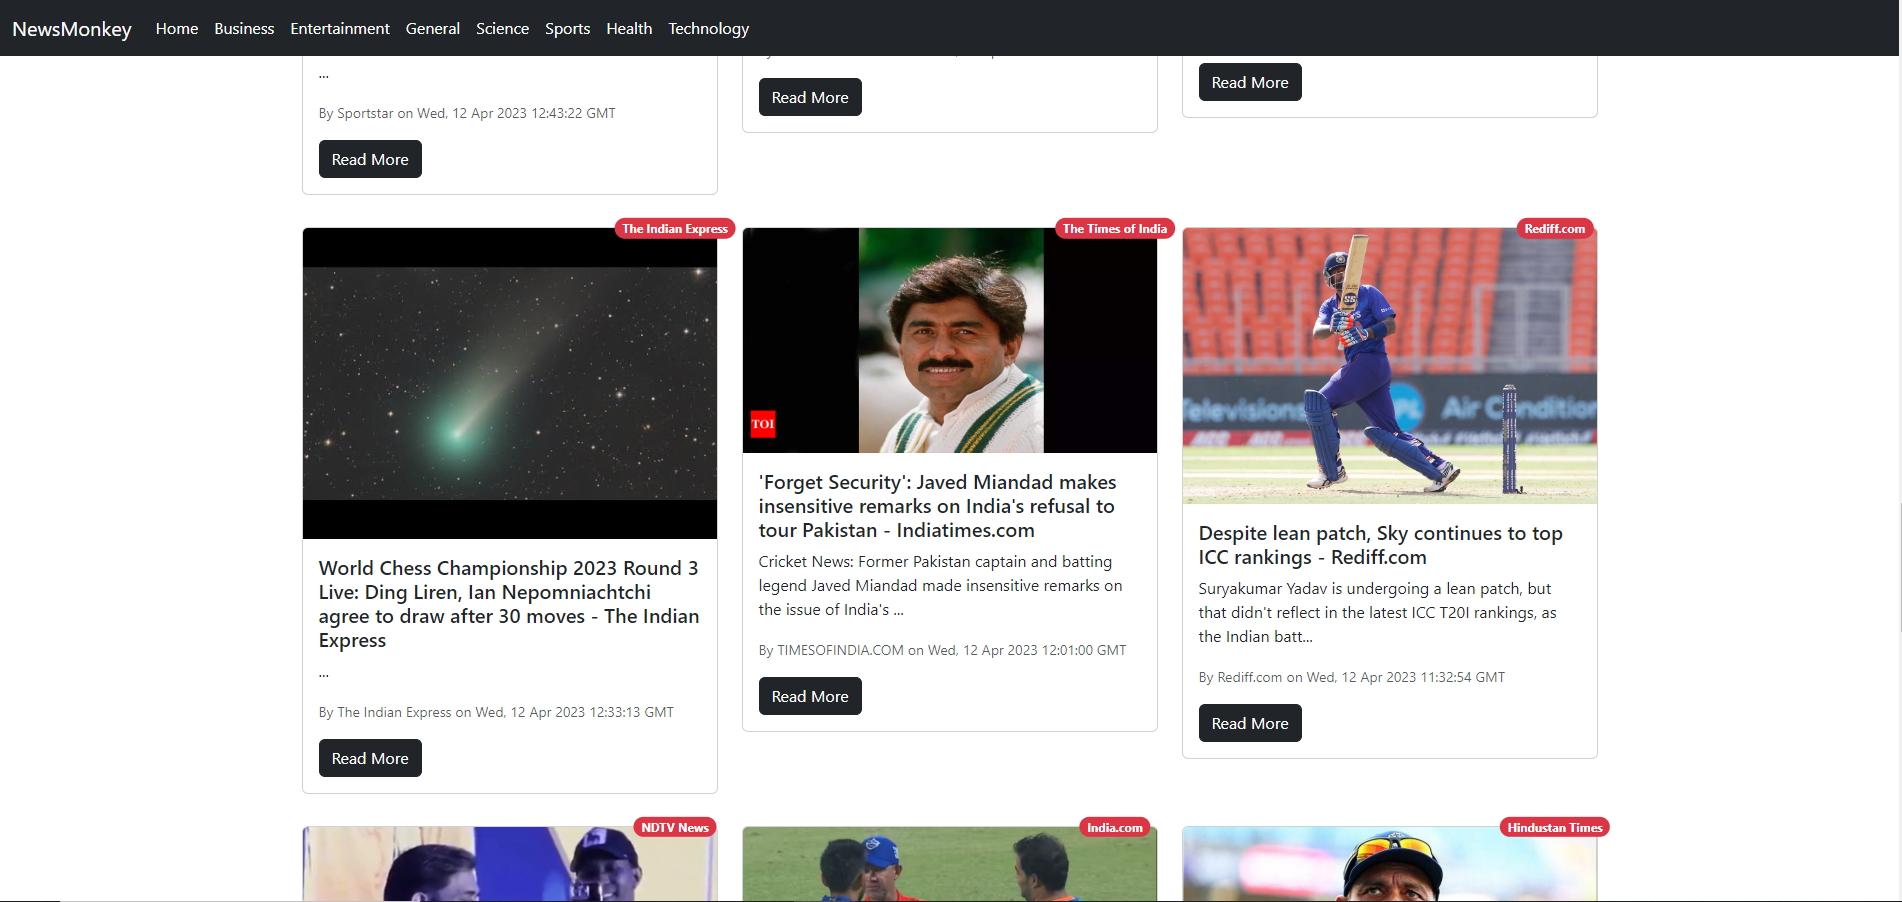 NewsMonkey Home Business Entertainment General Science Sports Health Technology
...
By Sportstar on Wed, 12 Apr 2023 12:43:22 GMT
Read More
Read More
Read More
The Indian Express
World Chess Championship 2023 Round 3
Live: Ding Liren, Ian Nepomniachtchi
agree to draw after 30 moves - The Indian
Express
...
By The Indian Express on Wed, 12 Apr 2023 12:33:13 GMT
Read More
The Times of India
TOI
'Forget Security': Javed Miandad makes
insensitive remarks on India's refusal to
tour Pakistan - Indiatimes.com
Cricket News: Former Pakistan captain and batting
legend Javed Miandad made insensitive remarks on
the issue of India's ...
By TIMESOFINDIA.COM on Wed, 12 Apr 2023 12:01:00 GMT
Read More
Rediff.com
SS
Televisions
Air Condition
Despite lean patch, Sky continues to top
ICC rankings - Rediff.com
Suryakumar Yadav is undergoing a lean patch, but
that didn't reflect in the latest ICC T20I rankings, as
the Indian batt...
By Rediff.com on Wed, 12 Apr 2023 11:32:54 GMT
Read More
NDTV News
India.com
Hindustan Times